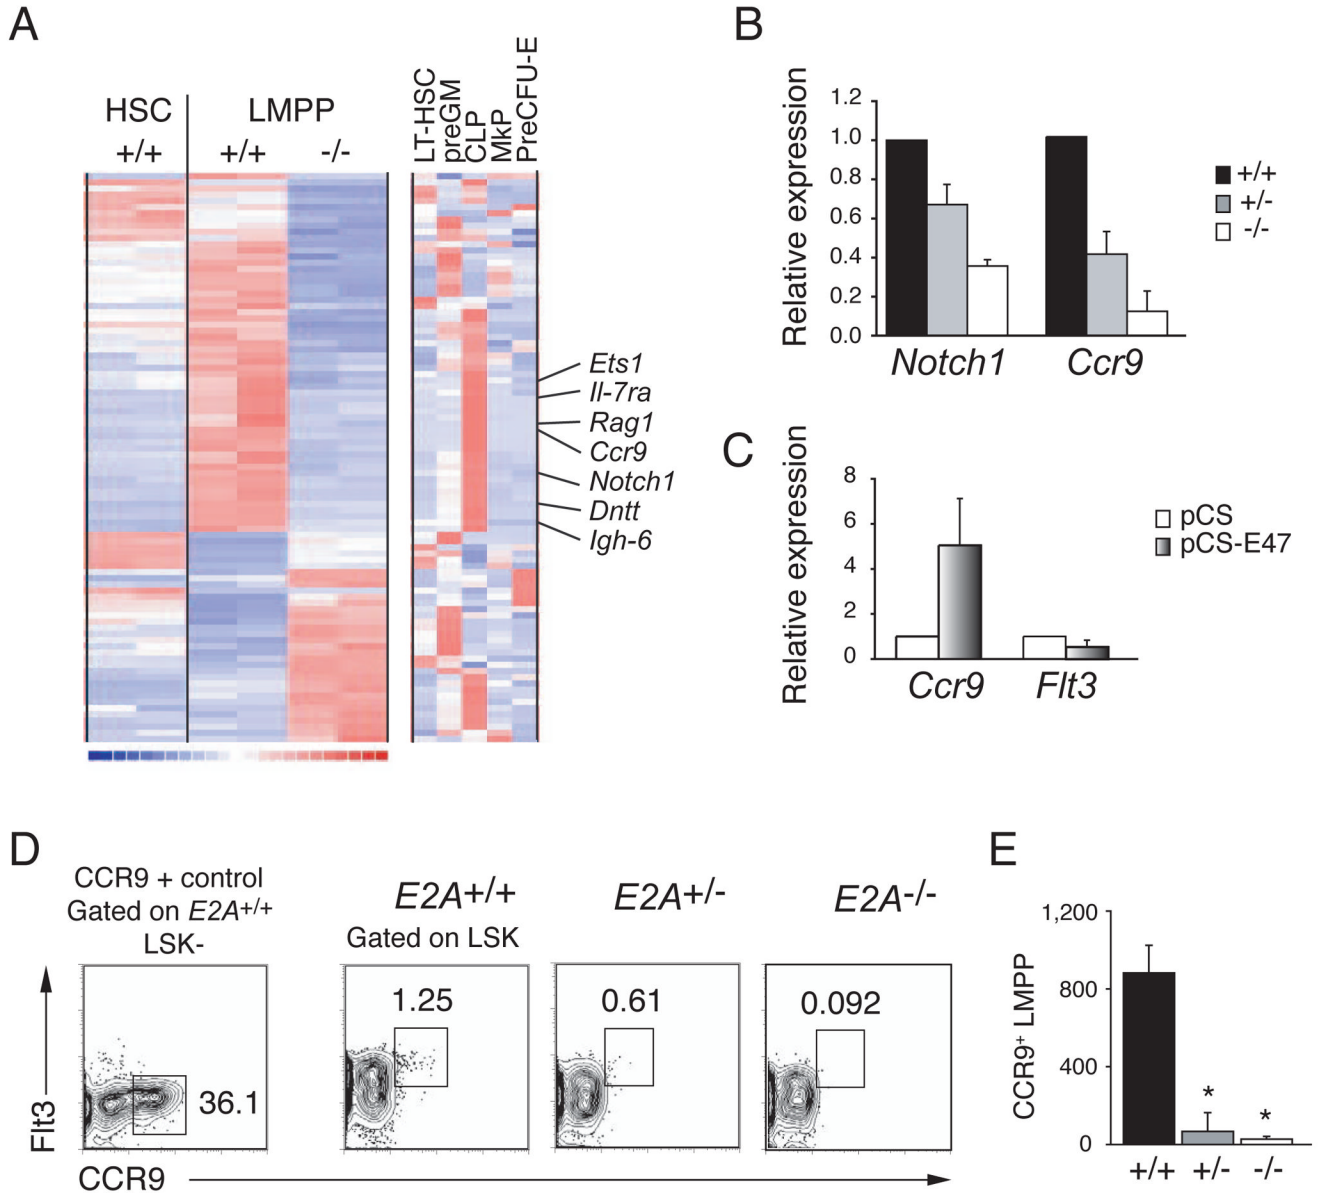 A
HSC LMPP
+/+ +/+ -/-
LT-HSC
preGM
CLP
MkP
PreCFU-E
Ets1
Il-7ra
Rag1
Ccr9
Notch1
Dntt
Igh-6
B
Relative expression
1.2
1.0
0.8
0.6
0.4
0.2
0.0
Notch1 Ccr9
+/+
+/-
-/-
C
Relative expression
8
6
4
2
0
Ccr9 Flt3
pCS
pCS-E47
D
CCR9 + control
Gated on E2A+/+
LSK-
E2A+/+ E2A+/- E2A-/-
Gated on LSK
36.1
1.25
0.61
0.092
Flt3
CCR9
E
CCR9+ LMPP
1,200
800
400
0
* *
+/+ +/- -/-